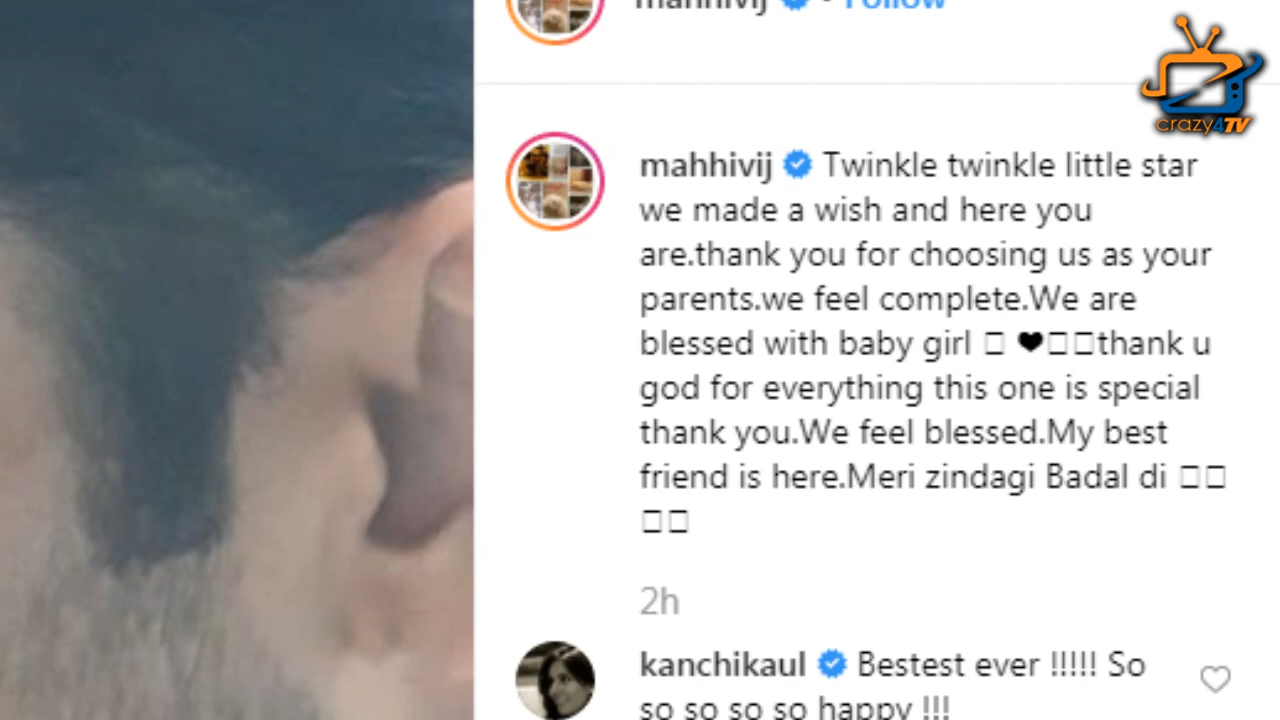 mahhivij • Follow
crazy4TV
mahhivij Twinkle twinkle little star
we made a wish and here you
are.thank you for choosing us as your
parents.we feel complete.We are
blessed with baby girl □ ❤□□thank u
god for everything this one is special
thank you.We feel blessed.My best
friend is here.Meri zindagi Badal di □□
□□
2h
kanchikaul Bestest ever !!!!! So
so so so so happy !!!